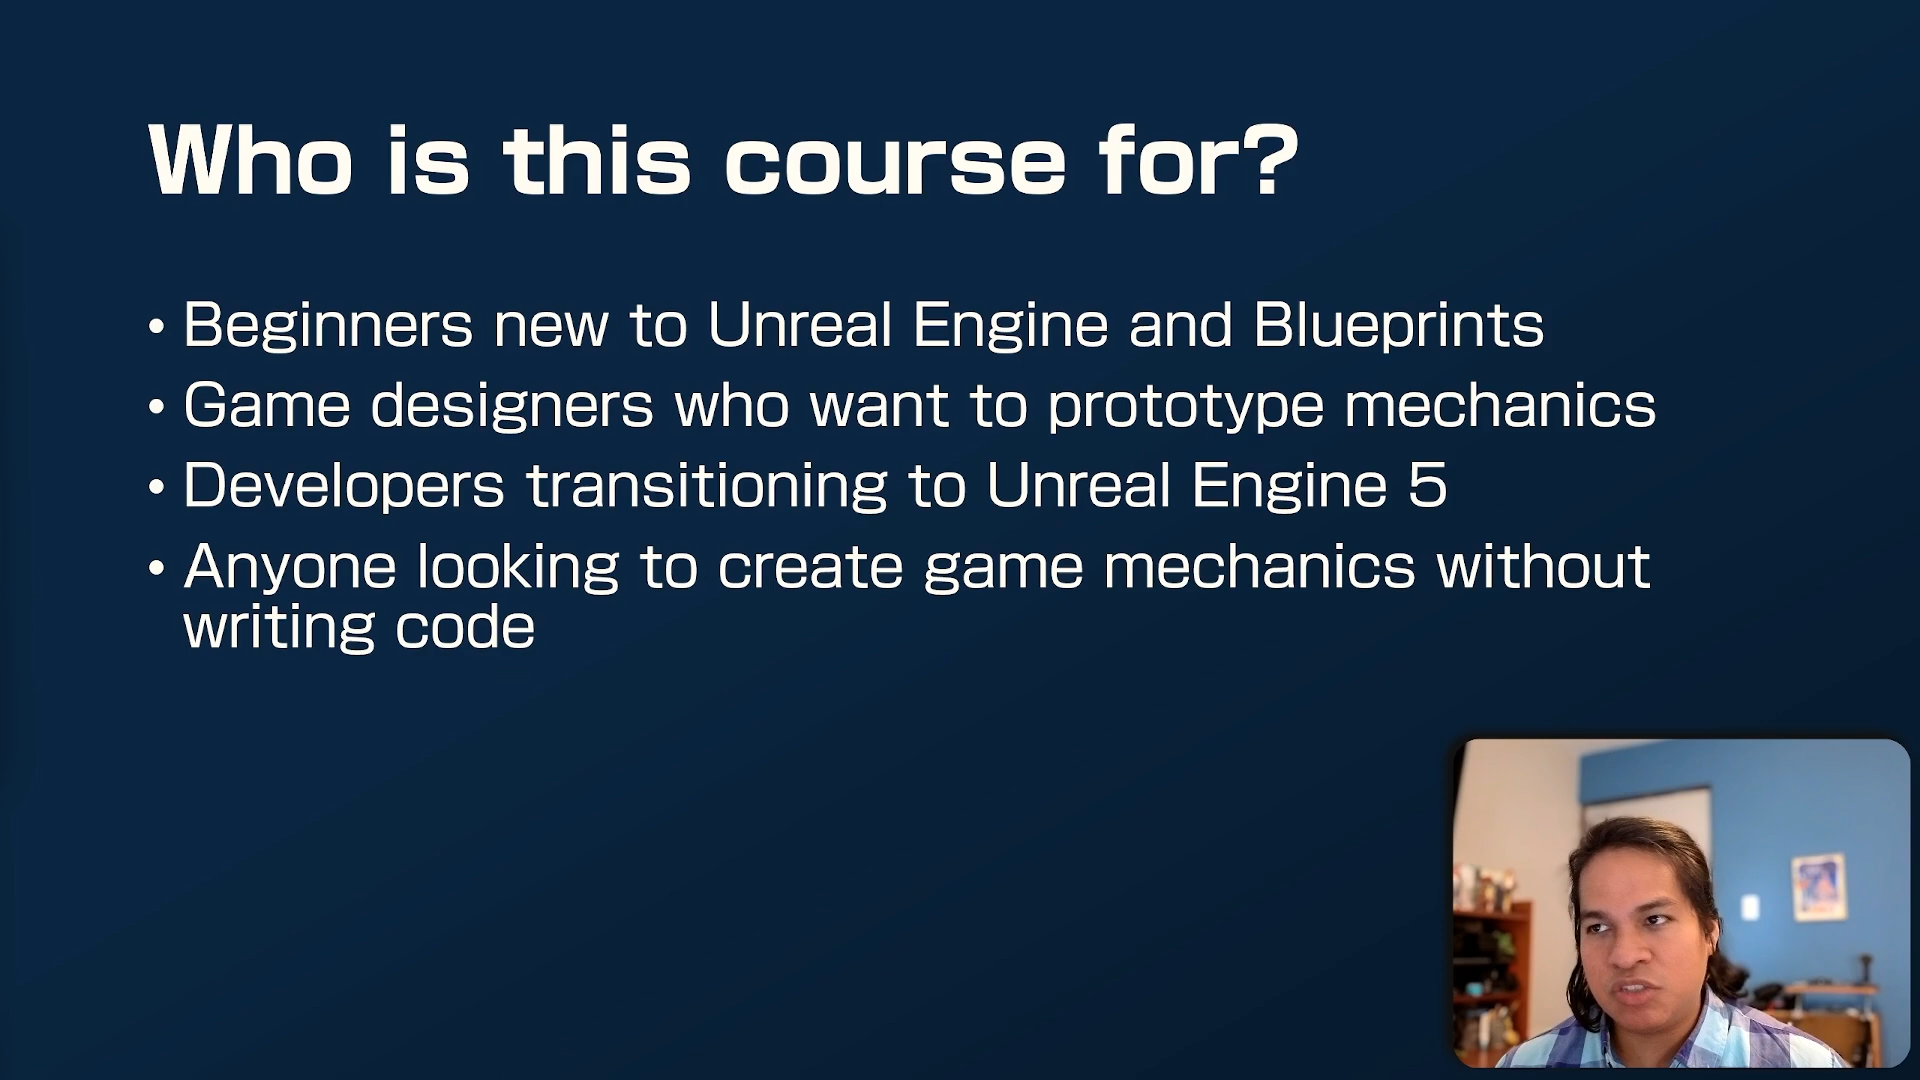 Who is this course for?
• Beginners new to Unreal Engine and Blueprints
• Game designers who want to prototype mechanics
• Developers transitioning to Unreal Engine 5
• Anyone looking to create game mechanics without
writing code